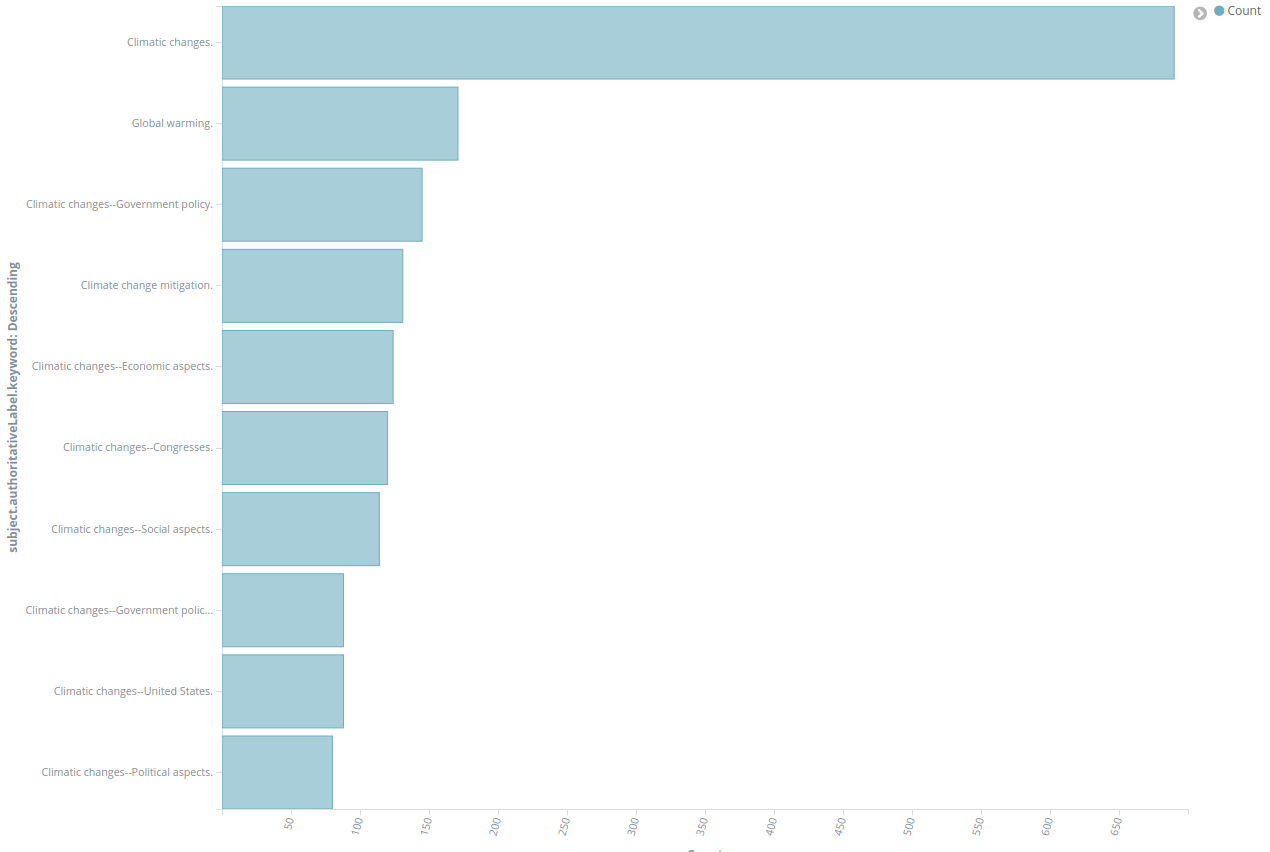 Count
subject.authoritativeLabel.keyword: Descending
Climatic changes.
Global warming.
Climatic changes--Government policy.
Climate change mitigation.
Climatic changes--Economic aspects.
Climatic changes--Congresses.
Climatic changes--Social aspects.
Climatic changes--Government polic...
Climatic changes--United States.
Climatic changes--Political aspects.
50
100
150
200
250
300
350
400
450
500
550
600
650